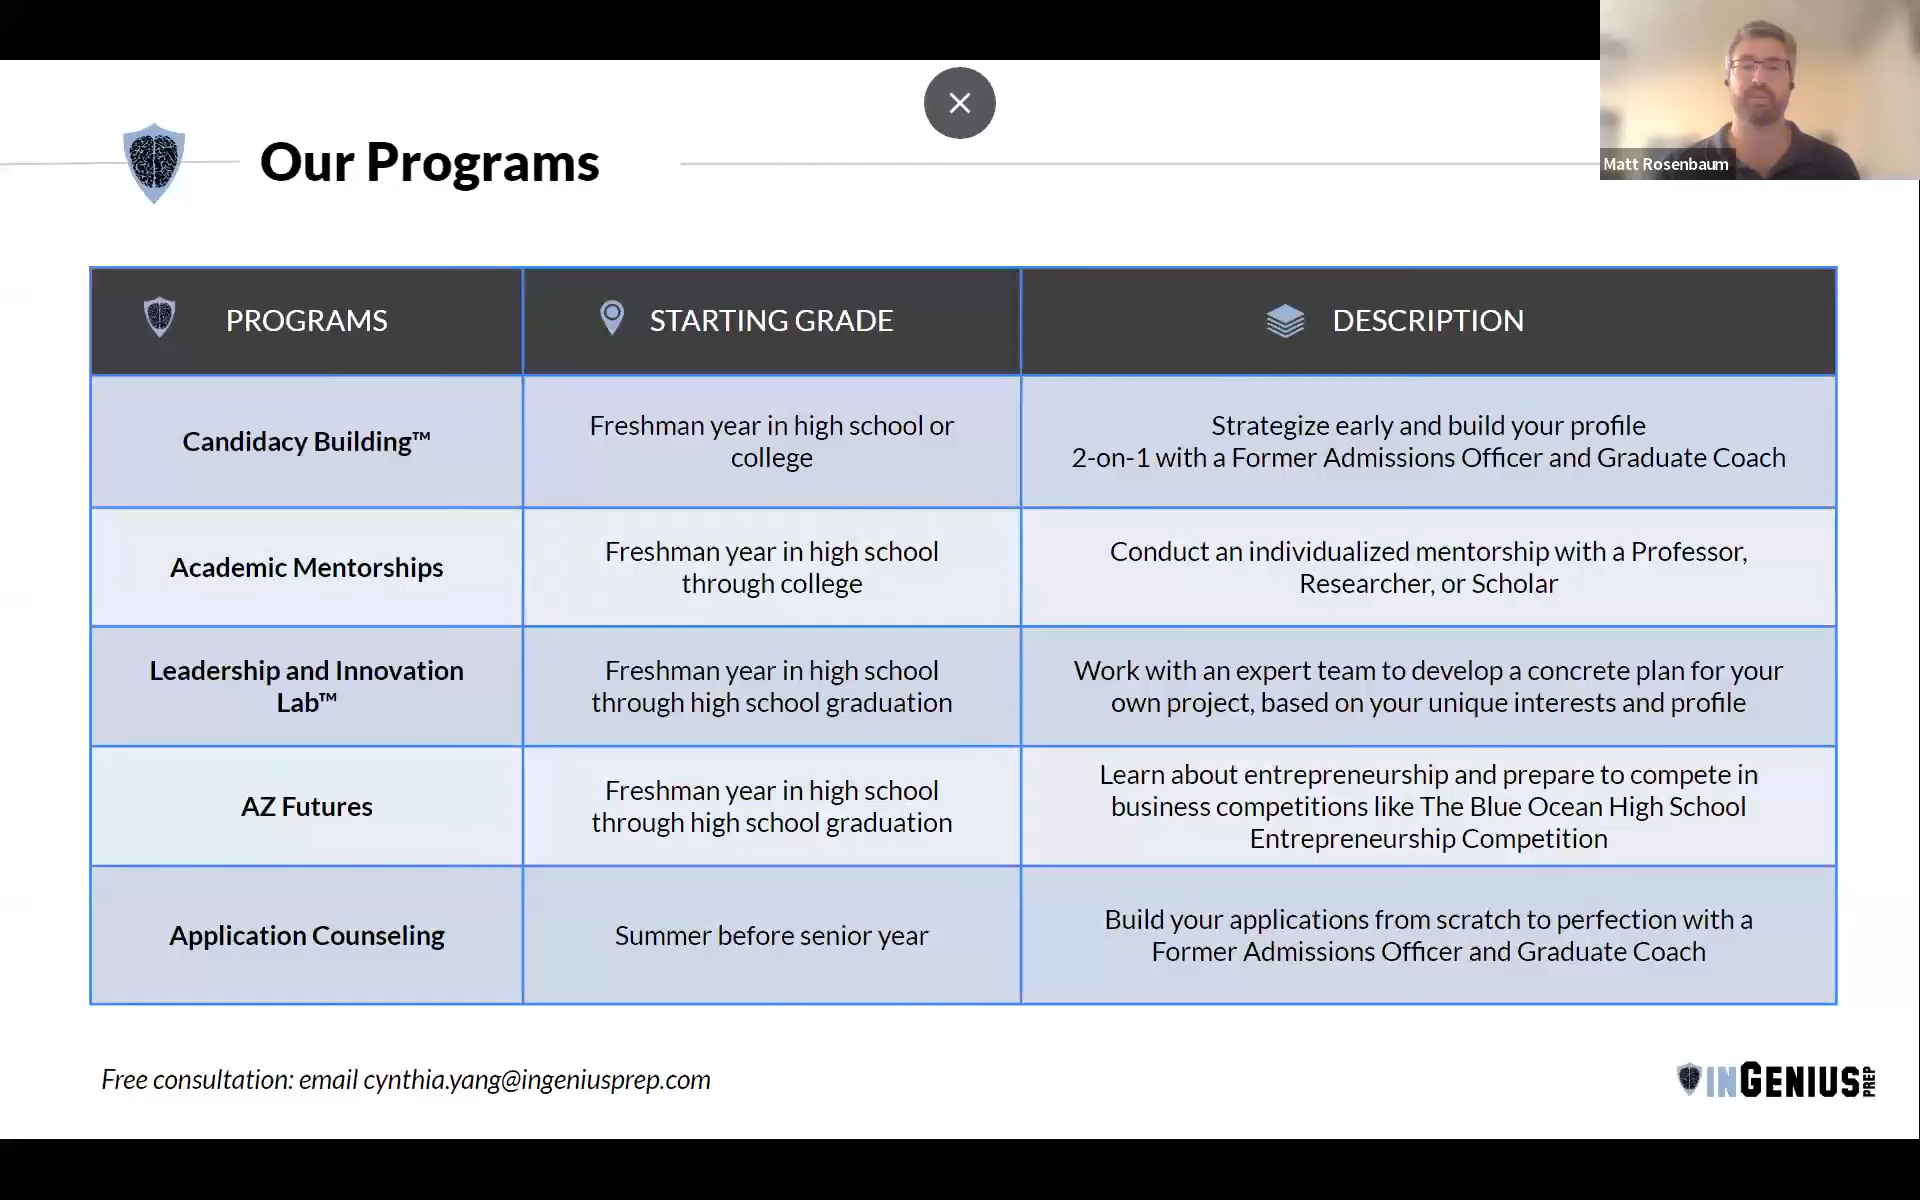 Matt Rosenbaum
Our Programs
PROGRAMS
STARTING GRADE
DESCRIPTION
Candidacy Building™
Freshman year in high school or
college
Strategize early and build your profile
2-on-1 with a Former Admissions Officer and Graduate Coach
Academic Mentorships
Freshman year in high school
through college
Conduct an individualized mentorship with a Professor,
Researcher, or Scholar
Leadership and Innovation
Lab™
Freshman year in high school
through high school graduation
Work with an expert team to develop a concrete plan for your
own project, based on your unique interests and profile
AZ Futures
Freshman year in high school
through high school graduation
Learn about entrepreneurship and prepare to compete in
business competitions like The Blue Ocean High School
Entrepreneurship Competition
Application Counseling
Summer before senior year
Build your applications from scratch to perfection with a
Former Admissions Officer and Graduate Coach
Free consultation: email cynthia.yang@ingeniusprep.com
INGENIUS PREP